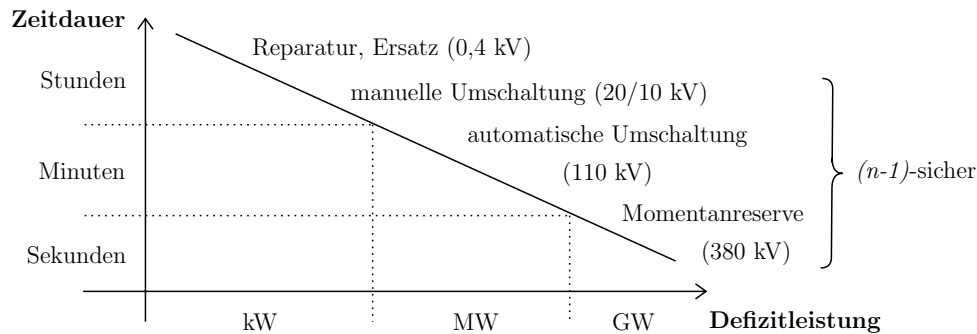 Zeitdauer
Reparatur, Ersatz (0,4 kV)
Stunden
manuelle Umschaltung (20/10 kV)
automatische Umschaltung
(110 kV)
Minuten
(n-1)-sicher
Momentanreserve
(380 kV)
Sekunden
kW MW GW Defizitleistung